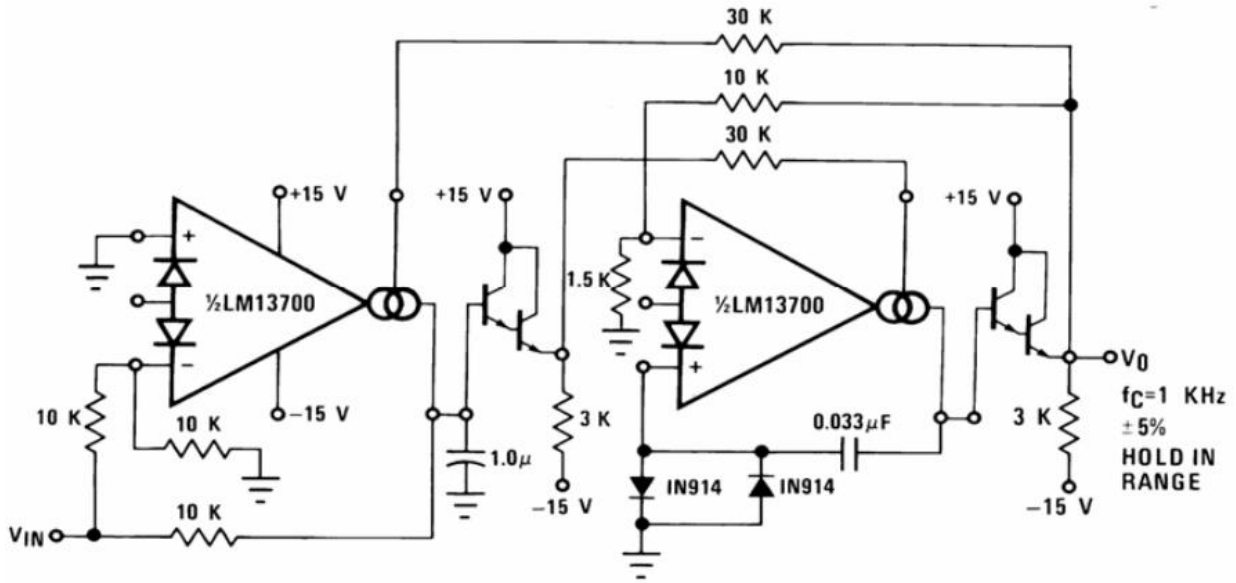 30 K
10 K
30 K
+15 V
+15 V
+15 V
+
−
½LM13700
1.5 K
½LM13700
−
+
−15 V
10 K
10 K
1.0μ
3 K
−15 V
0.033μF
IN914
IN914
3 K
−15 V
VO
fC=1 KHz
±5%
HOLD IN
RANGE
10 K
VIN